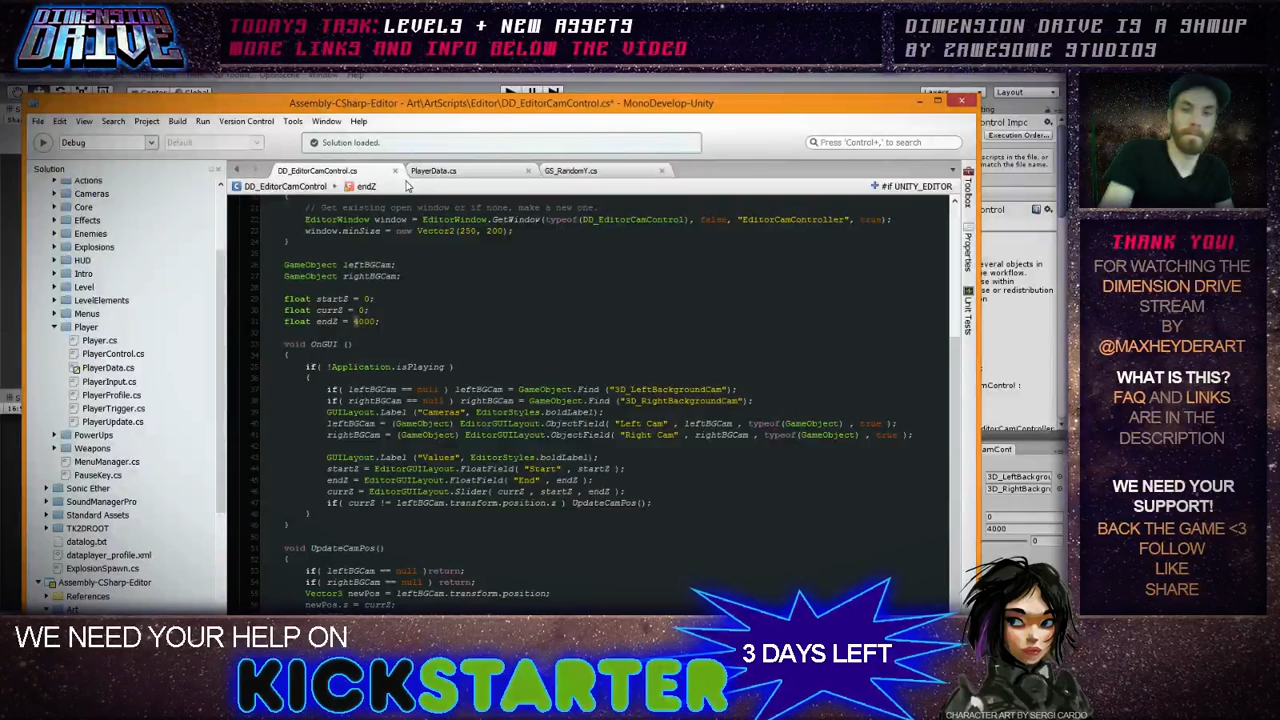 DIMENSION
DRIVE
TODAYS TASK: LEVELS + NEW ASSETS
MORE LINKS AND INFO BELOW THE VIDEO
DIMENSION DRIVE IS A SHMUP
BY 2AWESOME STUDIOS
Assembly-CSharp-Editor - Art\ArtScripts\Editor\DD_EditorCamControl.cs* - MonoDevelop-Unity
Layout
File Edit View Search Project Build Run Version Control Tools Window Help
Debug
Default
Solution loaded.
Press 'Control+,' to search
Execution Order...
Solution
DD_EditorCamControl.cs
PlayerData.cs
GS_RandomY.cs
DD_EditorCamControl
endZ
#if UNITY_EDITOR
Toolbox
Properties
Unit Tests
Actions
Cameras
Core
Effects
Enemies
Explosions
HUD
Intro
Level
LevelElements
Menus
Player
Player.cs
PlayerControl.cs
PlayerData.cs
PlayerInput.cs
PlayerProfile.cs
PlayerTrigger.cs
PlayerUpdate.cs
PowerUps
Weapons
MenuManager.cs
PauseKey.cs
Sonic Ether
SoundManagerPro
Standard Assets
TK2DROOT
datalog.txt
dataplayer_profile.xml
ExplosionSpawn.cs
Assembly-CSharp-Editor
References
Art
// Get existing open window or if none, make a new one.
EditorWindow window = EditorWindow.GetWindow(typeof(DD_EditorCamControl), false, "EditorCamController", true);
window.minSize = new Vector2(250, 200);
}
GameObject leftBGCam;
GameObject rightBGCam;
float startZ = 0;
float currZ = 0;
float endZ = 4000;
void OnGUI ()
{
if( !Application.isPlaying )
{
if( leftBGCam == null ) leftBGCam = GameObject.Find ("3D_LeftBackgroundCam");
if( rightBGCam == null ) rightBGCam = GameObject.Find ("3D_RightBackgroundCam");
GUILayout.Label ("Cameras", EditorStyles.boldLabel);
leftBGCam = (GameObject) EditorGUILayout.ObjectField( "Left Cam" , leftBGCam , typeof(GameObject) , true );
rightBGCam = (GameObject) EditorGUILayout.ObjectField( "Right Cam" , rightBGCam , typeof(GameObject) , true );
GUILayout.Label ("Values", EditorStyles.boldLabel);
startZ = EditorGUILayout.FloatField( "Start" , startZ );
endZ = EditorGUILayout.FloatField( "End" , endZ );
currZ = EditorGUILayout.Slider( currZ , startZ , endZ );
if( currZ != leftBGCam.transform.position.z ) UpdateCamPos();
}
}
void UpdateCamPos()
{
if( leftBGCam == null )return;
if( rightBGCam == null ) return;
Vector3 newPos = leftBGCam.transform.position;
newPos.z = currZ;
3D_LeftBackgrou
3D_RightBackgr
0
4000
0
THANK YOU!
FOR WATCHING THE
DIMENSION DRIVE
STREAM
BY
@MAXHEYDERART
WHAT IS THIS?
FAQ AND LINKS
ARE IN THE
DESCRIPTION
WE NEED YOUR
SUPPORT!
BACK THE GAME <3
FOLLOW
LIKE
SHARE
WE NEED YOUR HELP ON
KICKSTARTER
3 DAYS LEFT
CHARACTER ART BY SERGI CARDO